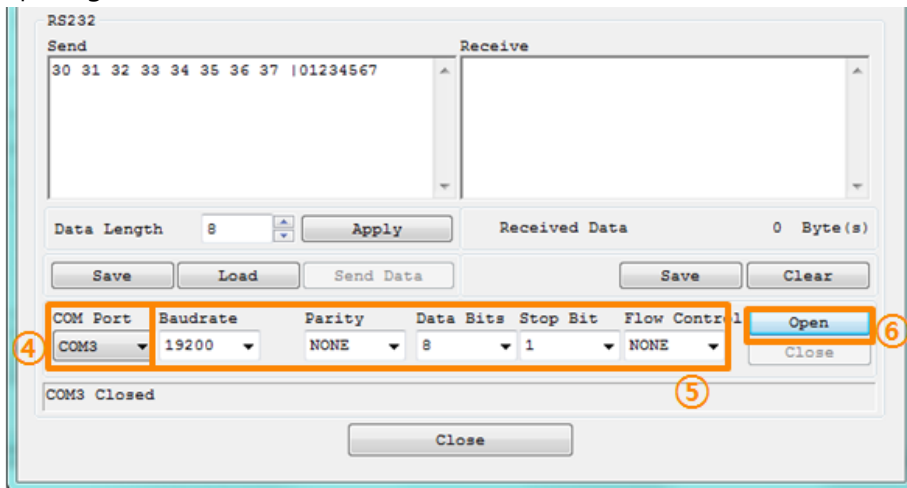 RS232
Send Receive
30 31 32 33 34 35 36 37 |01234567
Data Length 8 Apply Received Data 0 Byte(s)
Save Load Send Data Save Clear
COM Port Baudrate Parity Data Bits Stop Bit Flow Control Open ⑥
④ COM3 19200 NONE 8 1 NONE Close
⑤
COM3 Closed
Close